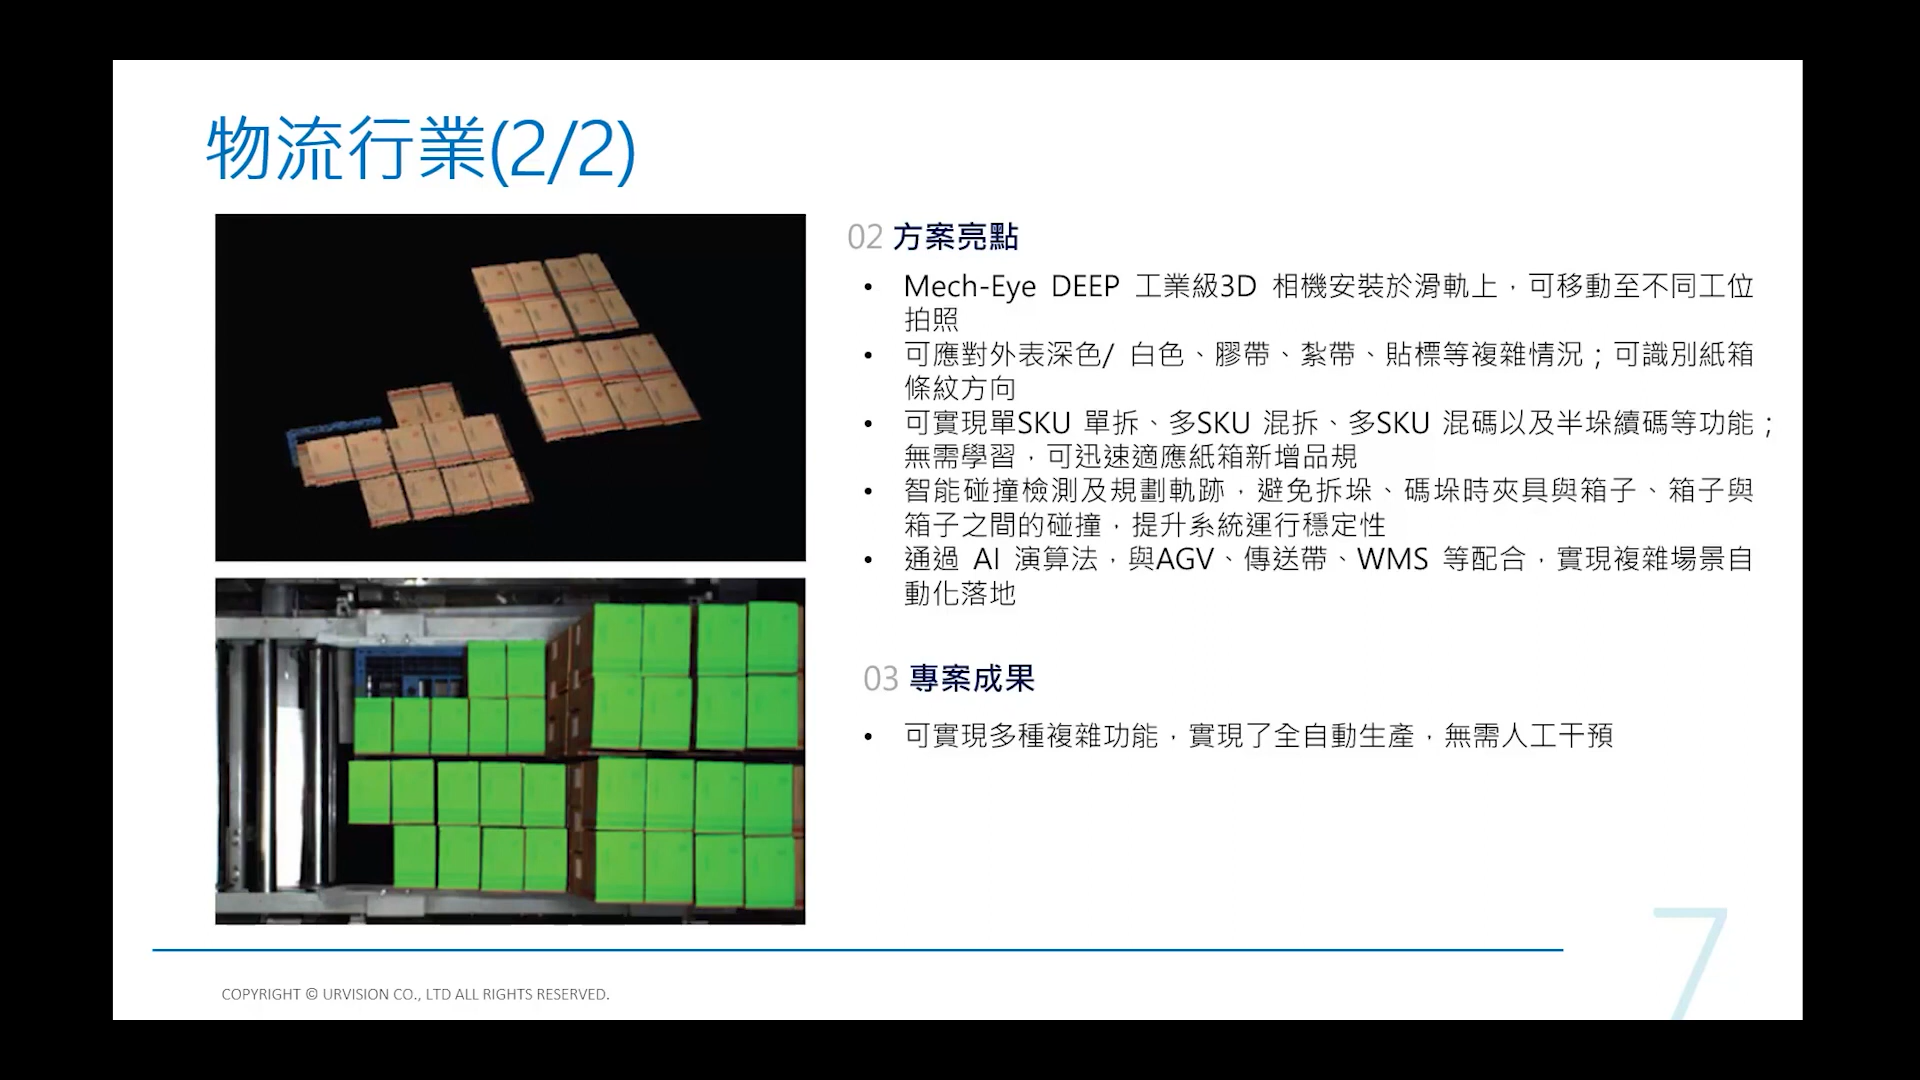 物流行業(2/2)
02 方案亮點
• Mech-Eye DEEP 工業級3D 相機安裝於滑軌上，可移動至不同工位
拍照
• 可應對外表深色/ 白色、膠帶、紮帶、貼標等複雜情況；可識別紙箱
條紋方向
• 可實現單SKU 單拆、多SKU 混拆、多SKU 混碼以及半垛續碼等功能；
無需學習，可迅速適應紙箱新增品規
• 智能碰撞檢測及規劃軌跡，避免拆垛、碼垛時夾具與箱子、箱子與
箱子之間的碰撞，提升系統運行穩定性
• 通過 AI 演算法，與AGV、傳送帶、WMS 等配合，實現複雜場景自
動化落地
03 專案成果
• 可實現多種複雜功能，實現了全自動生產，無需人工干預
COPYRIGHT © URVISION CO., LTD ALL RIGHTS RESERVED.
7